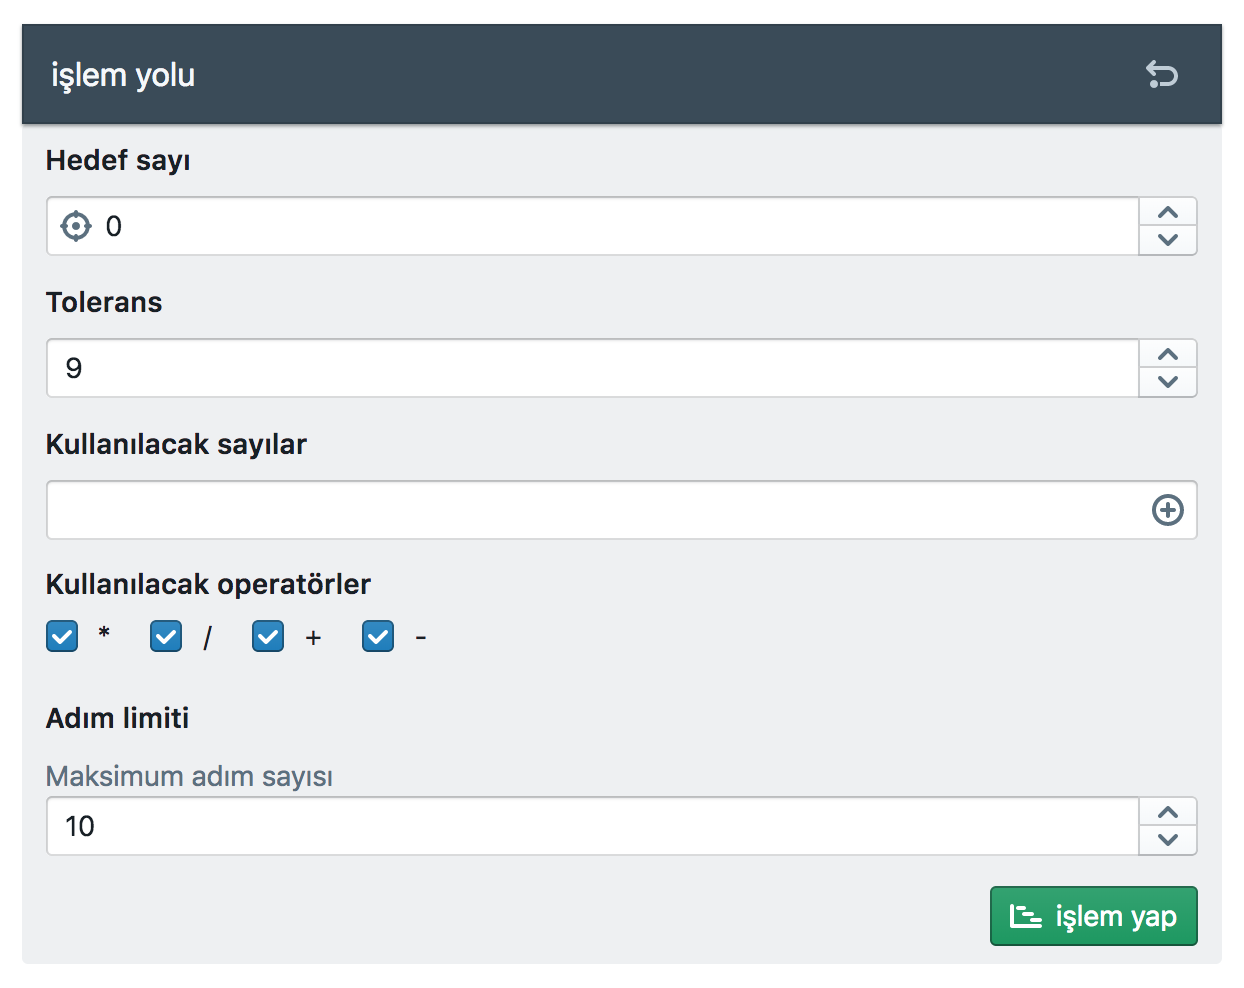 işlem yolu
Hedef sayı
0
Tolerans
9
Kullanılacak sayılar
Kullanılacak operatörler
* / + -
Adım limiti
Maksimum adım sayısı
10
işlem yap